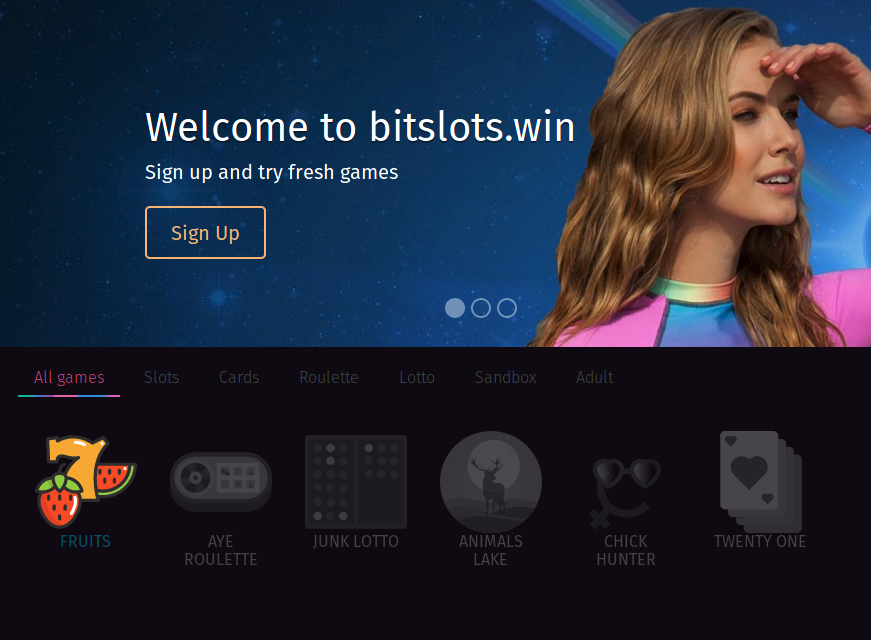 Welcome to bitslots.win
Sign up and try fresh games
Sign Up
All games Slots Cards Roulette Lotto Sandbox Adult
7
FRUITS
AYE
ROULETTE
JUNK LOTTO
ANIMALS
LAKE
CHICK
HUNTER
TWENTY ONE